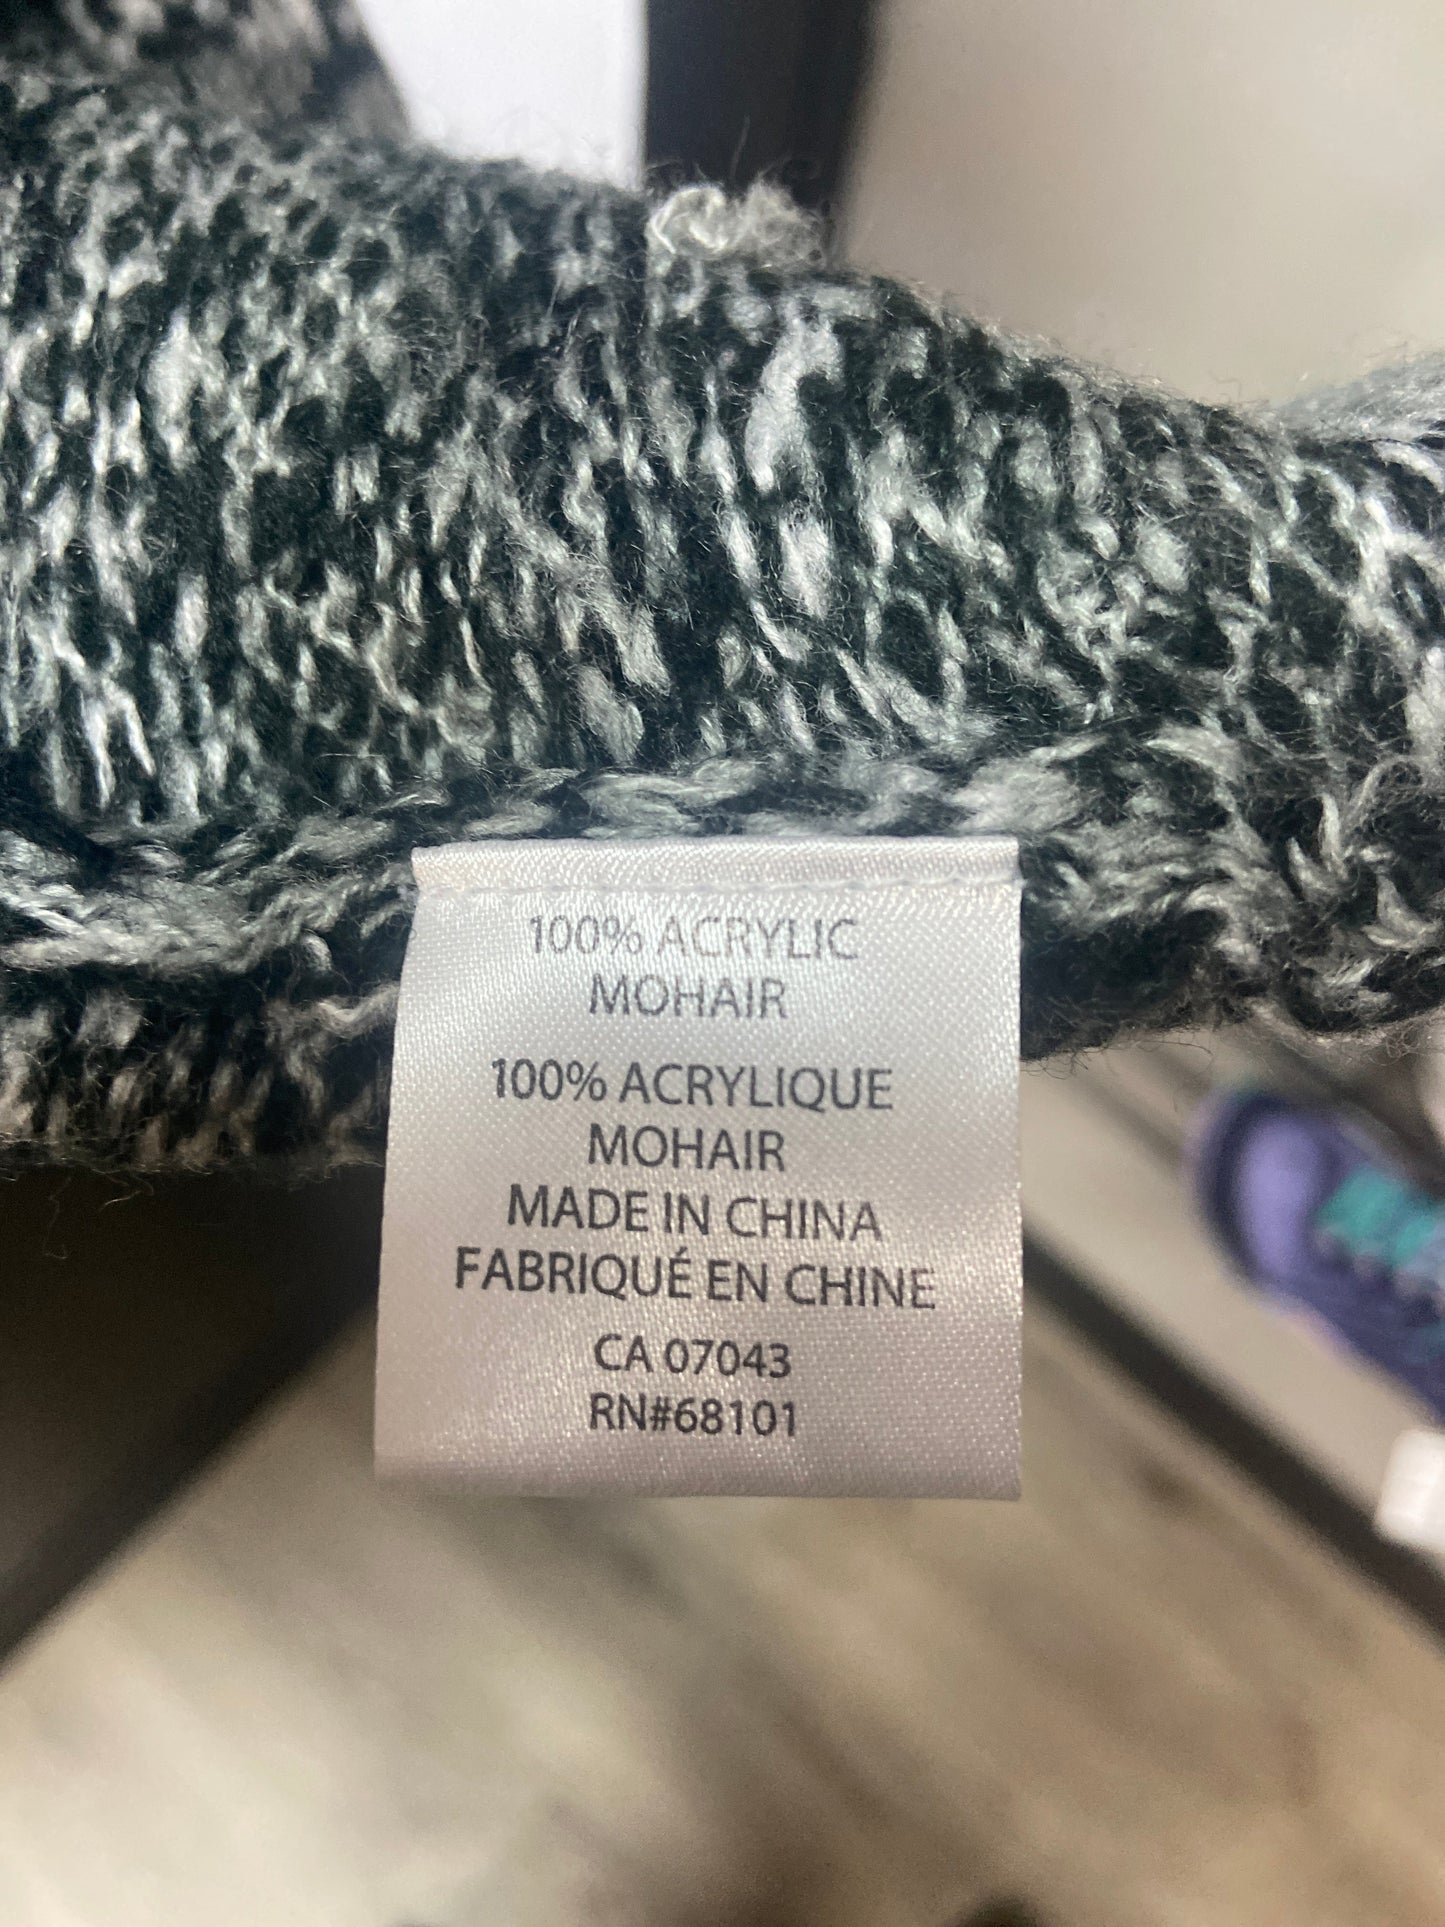 100% ACRYLIC
MOHAIR
100% ACRYLIQUE
MOHAIR
MADE IN CHINA
FABRIQUÉ EN CHINE
CA 07043
RN#68101